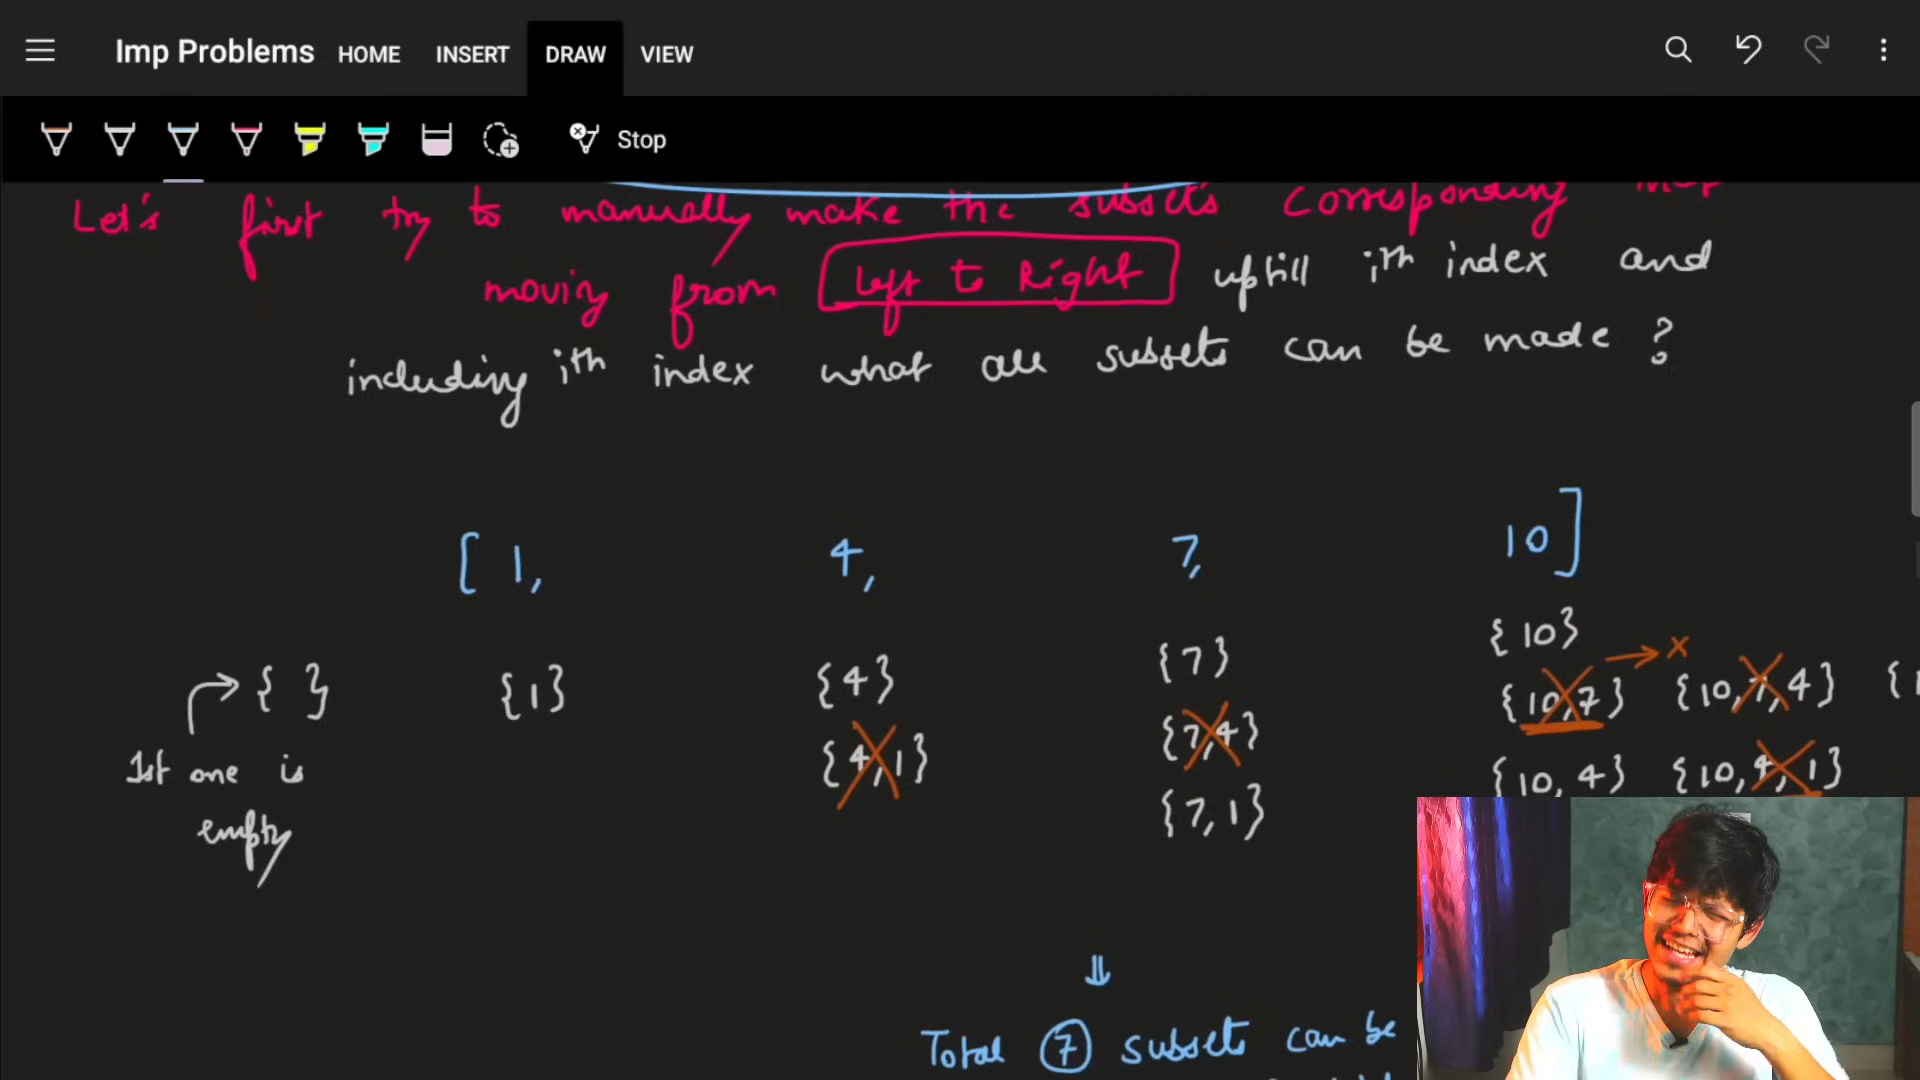 Imp Problems HOME INSERT DRAW VIEW
Stop
Let's first try to manually make the subsets corresponding
moving from Left to Right uptill ith index and
including ith index what all subsets can be made ?
[ 1, 4, 7, 10 ]
{ } {1} {4} {7} {10}
{4,1} {7,4} {10,7} → x {10,7,4} {1
{7,1} {10,4} {10,4,1}
1st one is
empty
⇓
Total 7 subsets can be